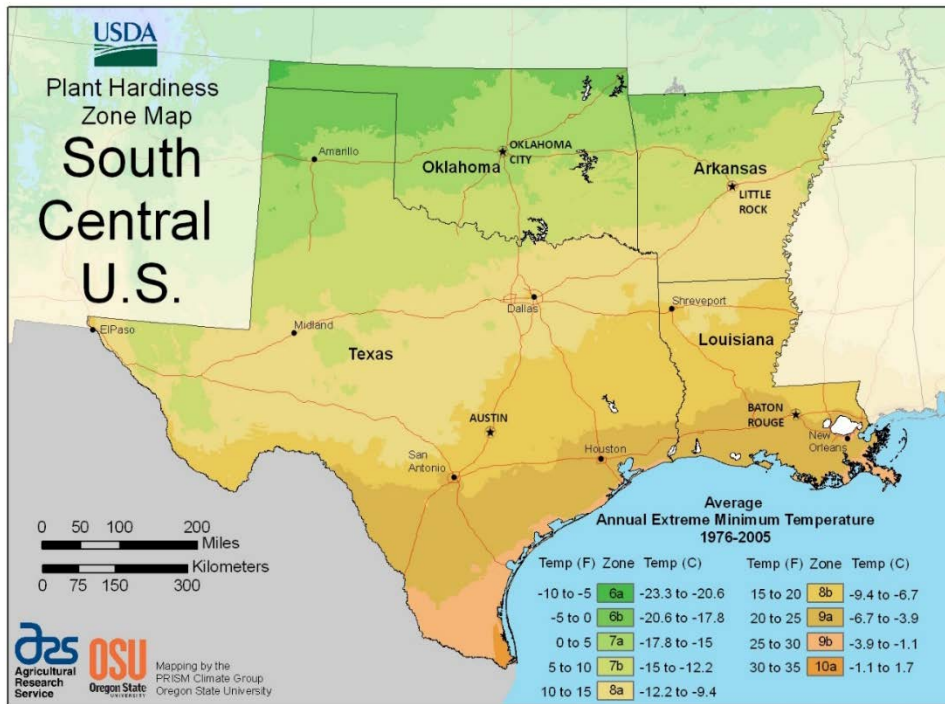 USDA
Plant Hardiness
Zone Map
South
Central
U.S.
Amarillo
Oklahoma
OKLAHOMA
CITY
Arkansas
LITTLE
ROCK
ElPaso
Midland
Dallas
Shreveport
Texas
Louisiana
AUSTIN
BATON
ROUGE
New
Orleans
San
Antonio
Houston
0 50 100 200
Miles
Kilometers
0 75 150 300
Average
Annual Extreme Minimum Temperature
1976-2005
Temp (F) Zone Temp (C) Temp (F) Zone Temp (C)
-10 to -5 6a -23.3 to -20.6 15 to 20 8b -9.4 to -6.7
-5 to 0 6b -20.6 to -17.8 20 to 25 9a -6.7 to -3.9
0 to 5 7a -17.8 to -15 25 to 30 9b -3.9 to -1.1
5 to 10 7b -15 to -12.2 30 to 35 10a -1.1 to 1.7
10 to 15 8a -12.2 to -9.4
ars
Agricultural
Research
Service
OSU
Oregon State
UNIVERSITY
Mapping by the
PRISM Climate Group
Oregon State University